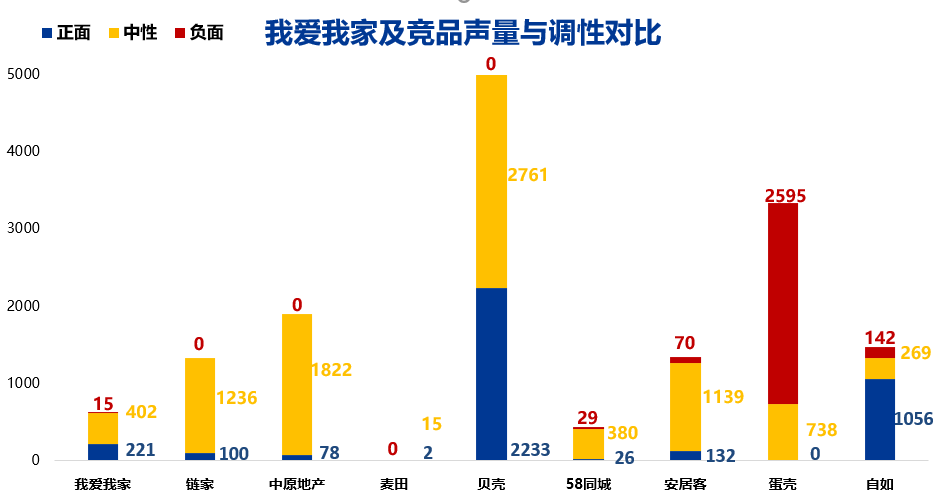 我爱我家及竞品声量与调性对比
正面 中性 负面
5000
4000
3000
2000
1000
0
15 402 221
0 1236 100
0 1822 78
0 15 2
0 2761 2233
29 380 26
70 1139 132
2595 738 0
142 269 1056
我爱我家 链家 中原地产 麦田 贝壳 58同城 安居客 蛋壳 自如